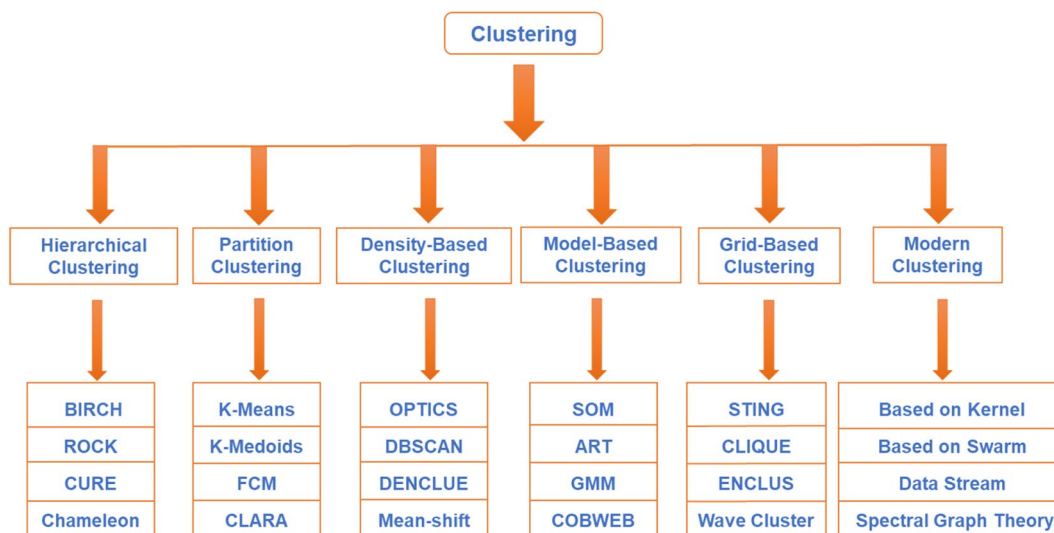 Clustering
Hierarchical
Clustering
Partition
Clustering
Density-Based
Clustering
Model-Based
Clustering
Grid-Based
Clustering
Modern
Clustering
BIRCH
ROCK
CURE
Chameleon
K-Means
K-Medoids
FCM
CLARA
OPTICS
DBSCAN
DENCLUE
Mean-shift
SOM
ART
GMM
COBWEB
STING
CLIQUE
ENCLUS
Wave Cluster
Based on Kernel
Based on Swarm
Data Stream
Spectral Graph Theory